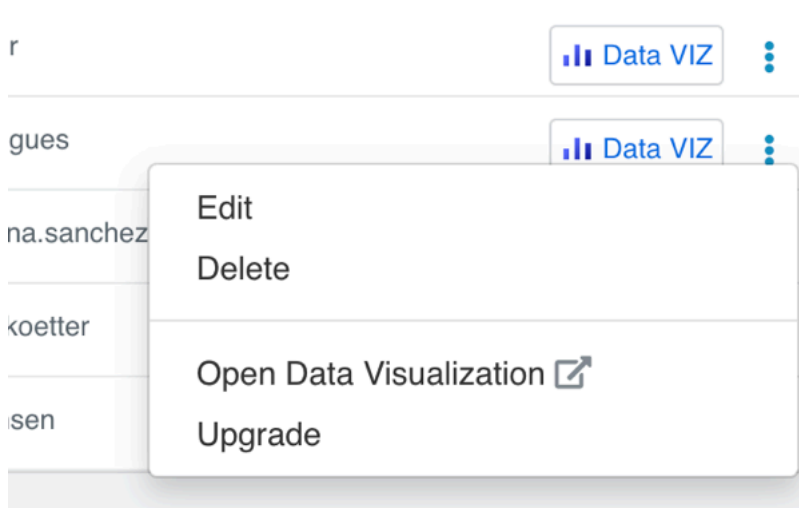 r Data VIZ
gues Data VIZ
Edit
na.sanchez
Delete
koetter
Open Data Visualization
sen
Upgrade